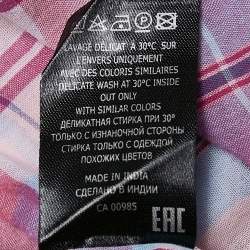 LAVAGE DÉLICAT A 30°C SUR
L'ENVERS UNIQUEMENT
AVEC DES COLORIS SIMILAIRES
DELICATE WASH AT 30°C INSIDE
OUT ONLY
WITH SIMILAR COLORS
ДЕЛИКАТНАЯ СТИРКА ПРИ 30°
ТОЛЬКО С ИЗНАНОЧНОЙ СТОРОНЫ
СТИРКА ТОЛЬКО С ОДЕЖДОЙ
ПОХОЖИХ ЦВЕТОВ
MADE IN INDIA
СДЕЛАНО В ИНДИИ
CA 00985
EAC